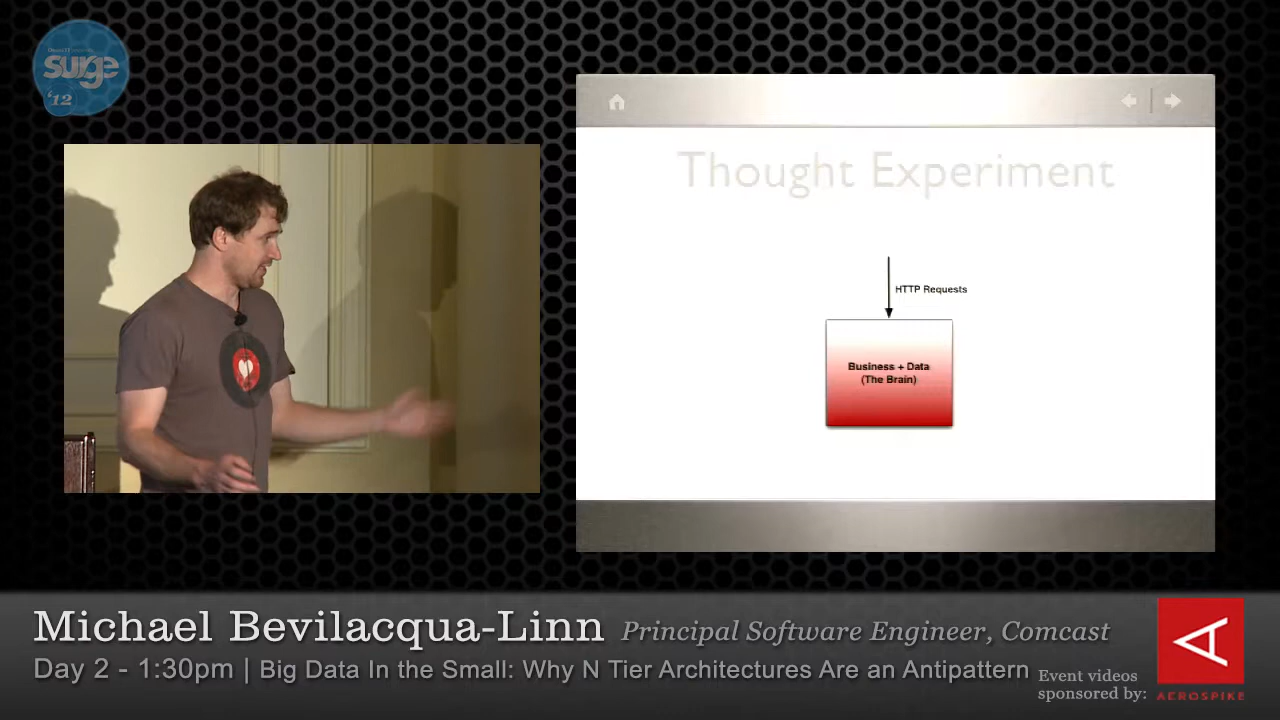 surge
'12
Thought Experiment
HTTP Requests
Business + Data
(The Brain)
Michael Bevilacqua-Linn Principal Software Engineer, Comcast
Day 2 - 1:30pm | Big Data In the Small: Why N Tier Architectures Are an Antipattern
Event videos
sponsored by:
AEROSPIKE